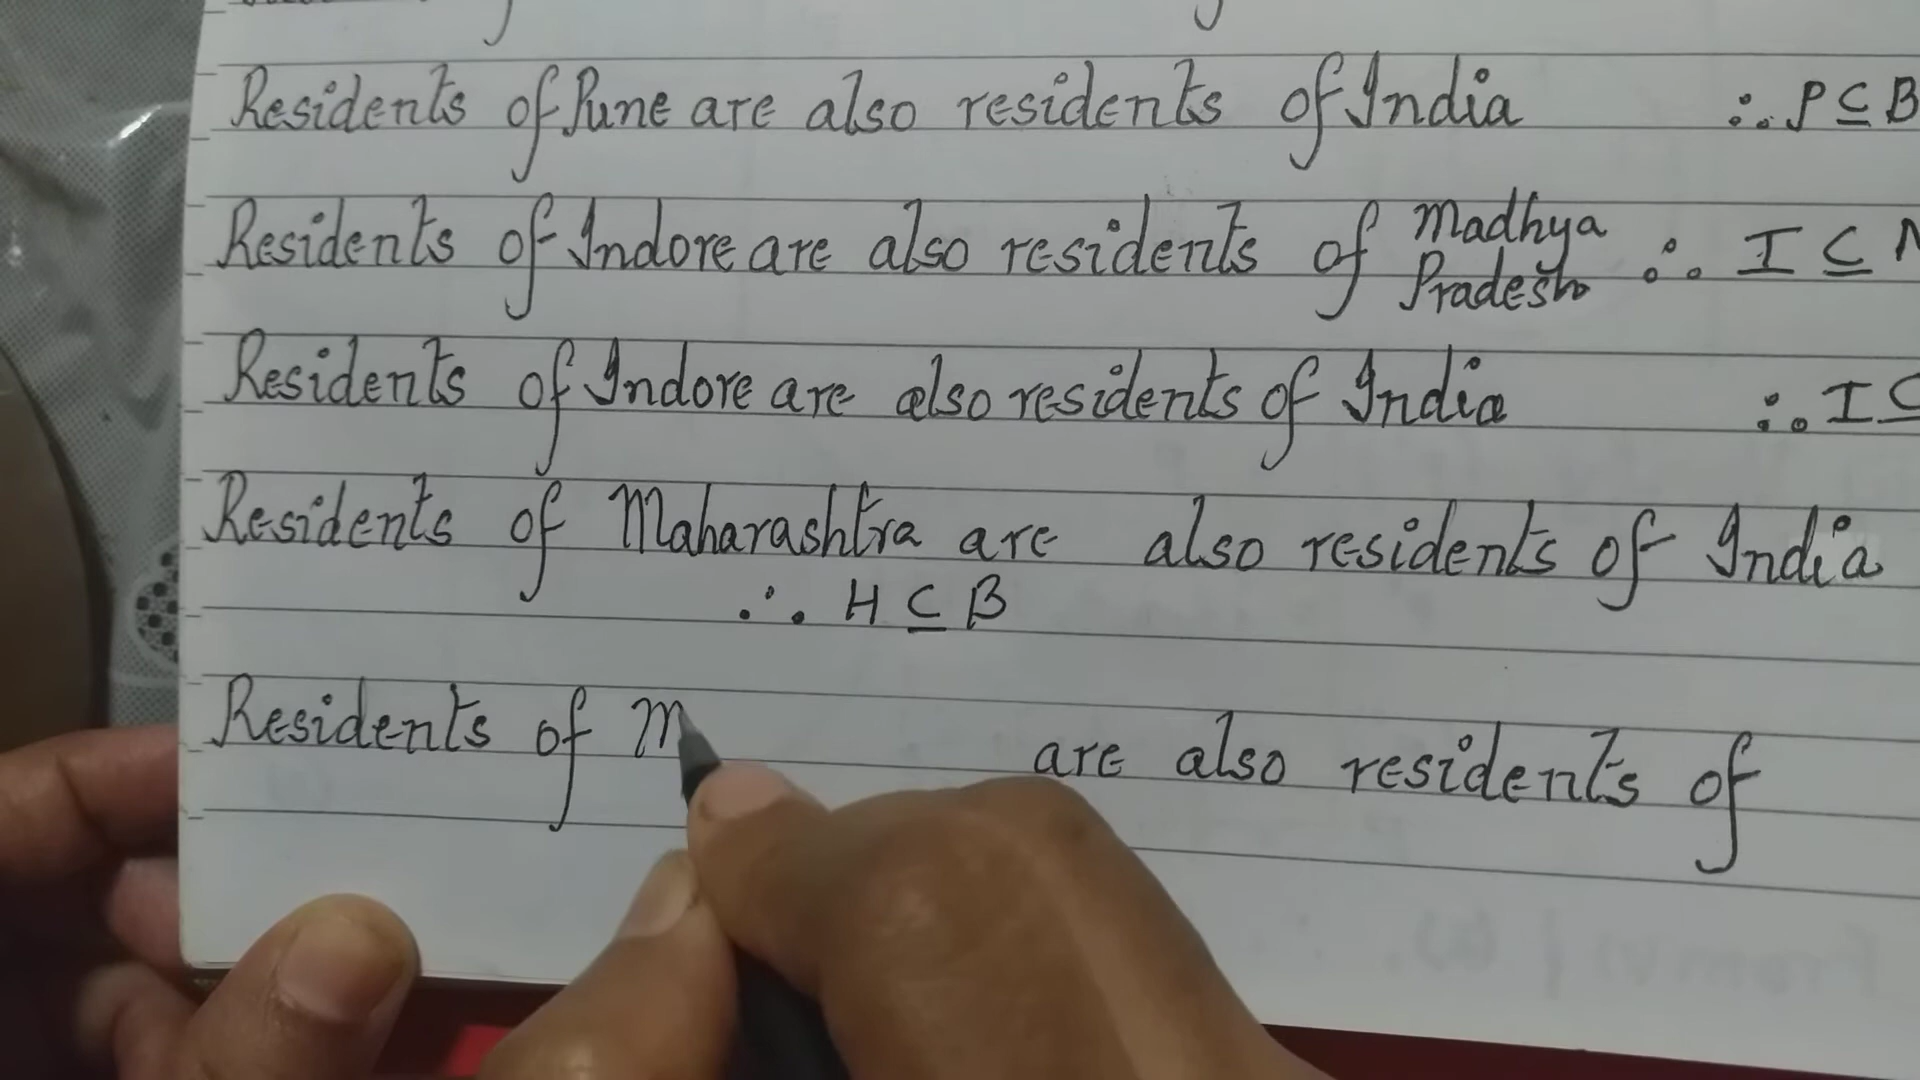 Residents of Pune are also residents of India ∴ P ⊆ B
Residents of Indore are also residents of Madhya Pradesh ∴ I ⊆
Residents of Indore are also residents of India ∴ I ⊆
Residents of Maharashtra are also residents of India
∴ H ⊆ B
Residents of M are also residents of